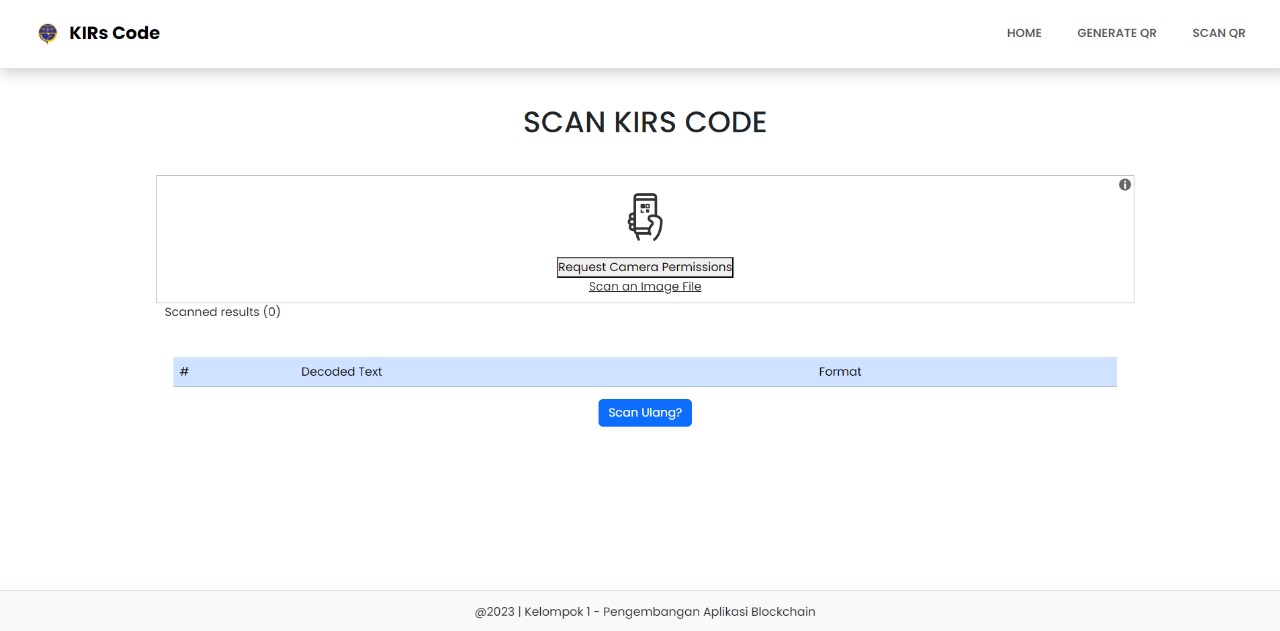 KIRs Code
HOME GENERATE QR SCAN QR
SCAN KIRS CODE
Request Camera Permissions
Scan an Image File
Scanned results (0)
# Decoded Text Format
Scan Ulang?
@2023 | Kelompok 1 - Pengembangan Aplikasi Blockchain